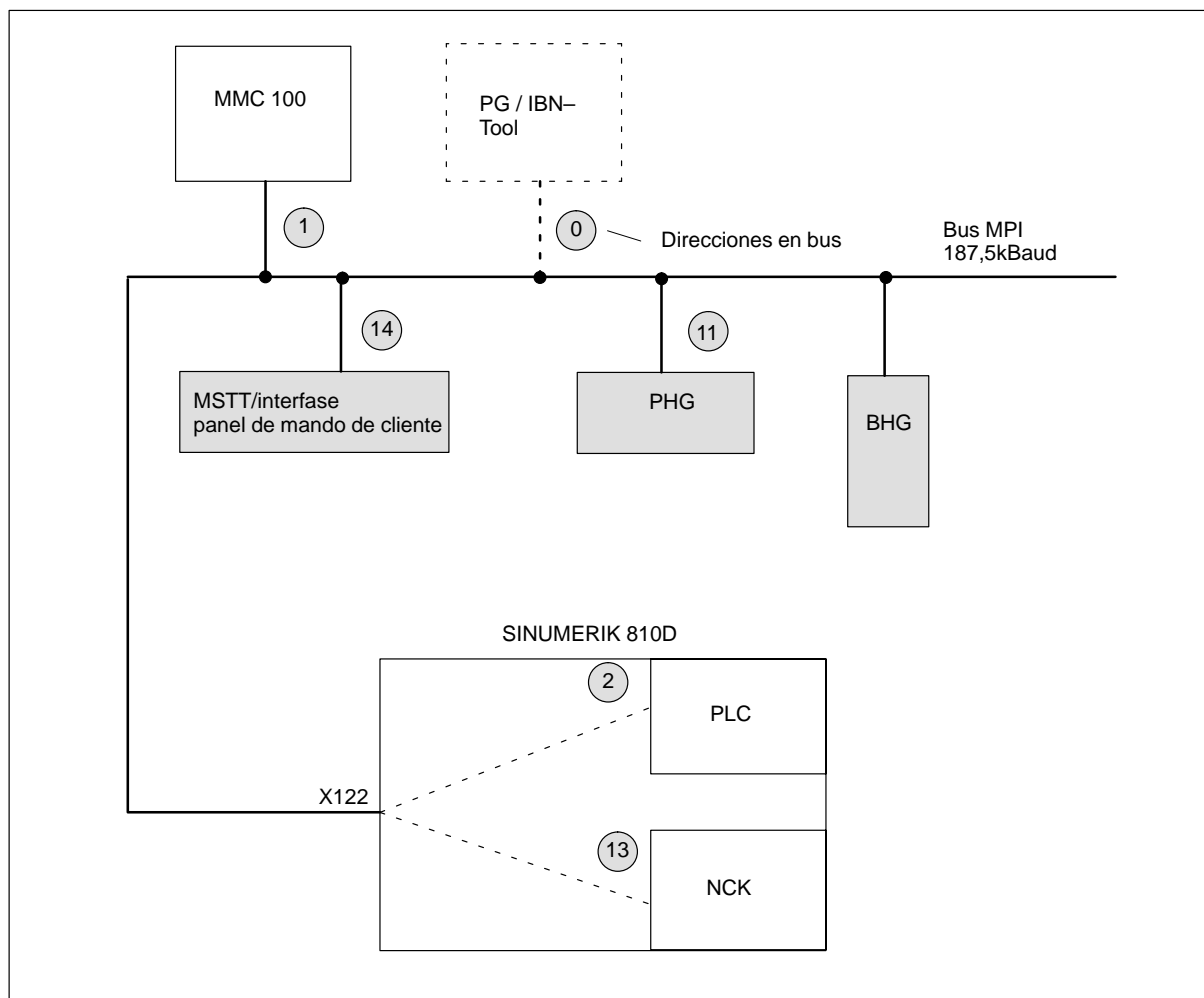 MMC 100
PG / IBN–
Tool
1
0
Direcciones en bus
Bus MPI
187,5kBaud
14
11
MSTT/interfase
panel de mando de cliente
PHG
BHG
SINUMERIK 810D
2
PLC
X122
13
NCK